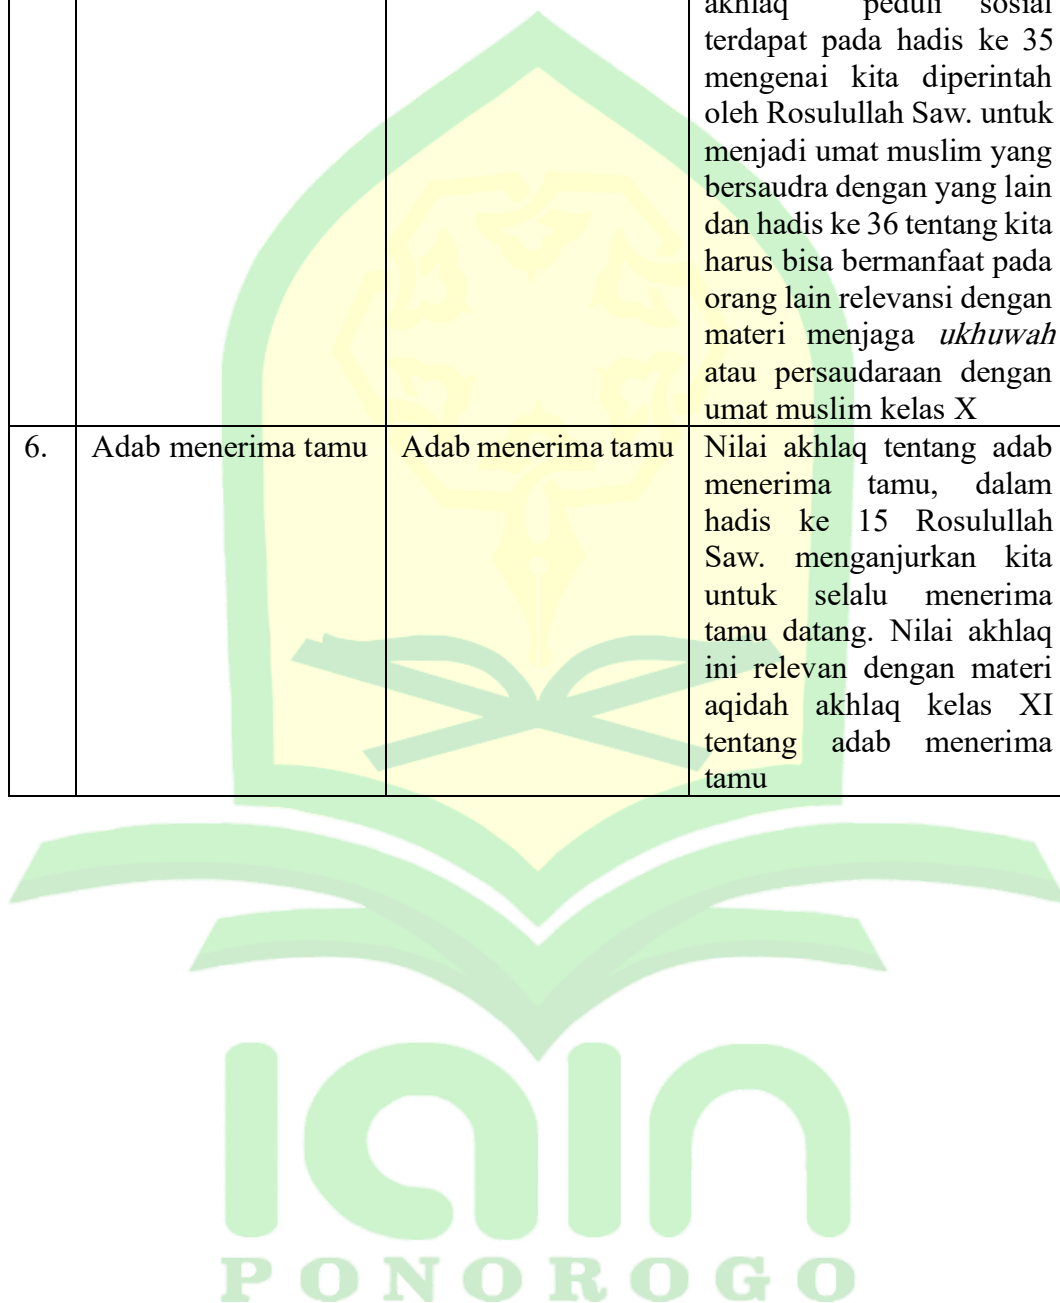 akhlaq peduli sosial
terdapat pada hadis ke 35
mengenai kita diperintah
oleh Rosulullah Saw. untuk
menjadi umat muslim yang
bersaudra dengan yang lain
dan hadis ke 36 tentang kita
harus bisa bermanfaat pada
orang lain relevansi dengan
materi menjaga ukhuwah
atau persaudaraan dengan
umat muslim kelas X
6. Adab menerima tamu Adab menerima tamu Nilai akhlaq tentang adab
menerima tamu, dalam
hadis ke 15 Rosulullah
Saw. menganjurkan kita
untuk selalu menerima
tamu datang. Nilai akhlaq
ini relevan dengan materi
aqidah akhlaq kelas XI
tentang adab menerima
tamu
iain
PONOROGO